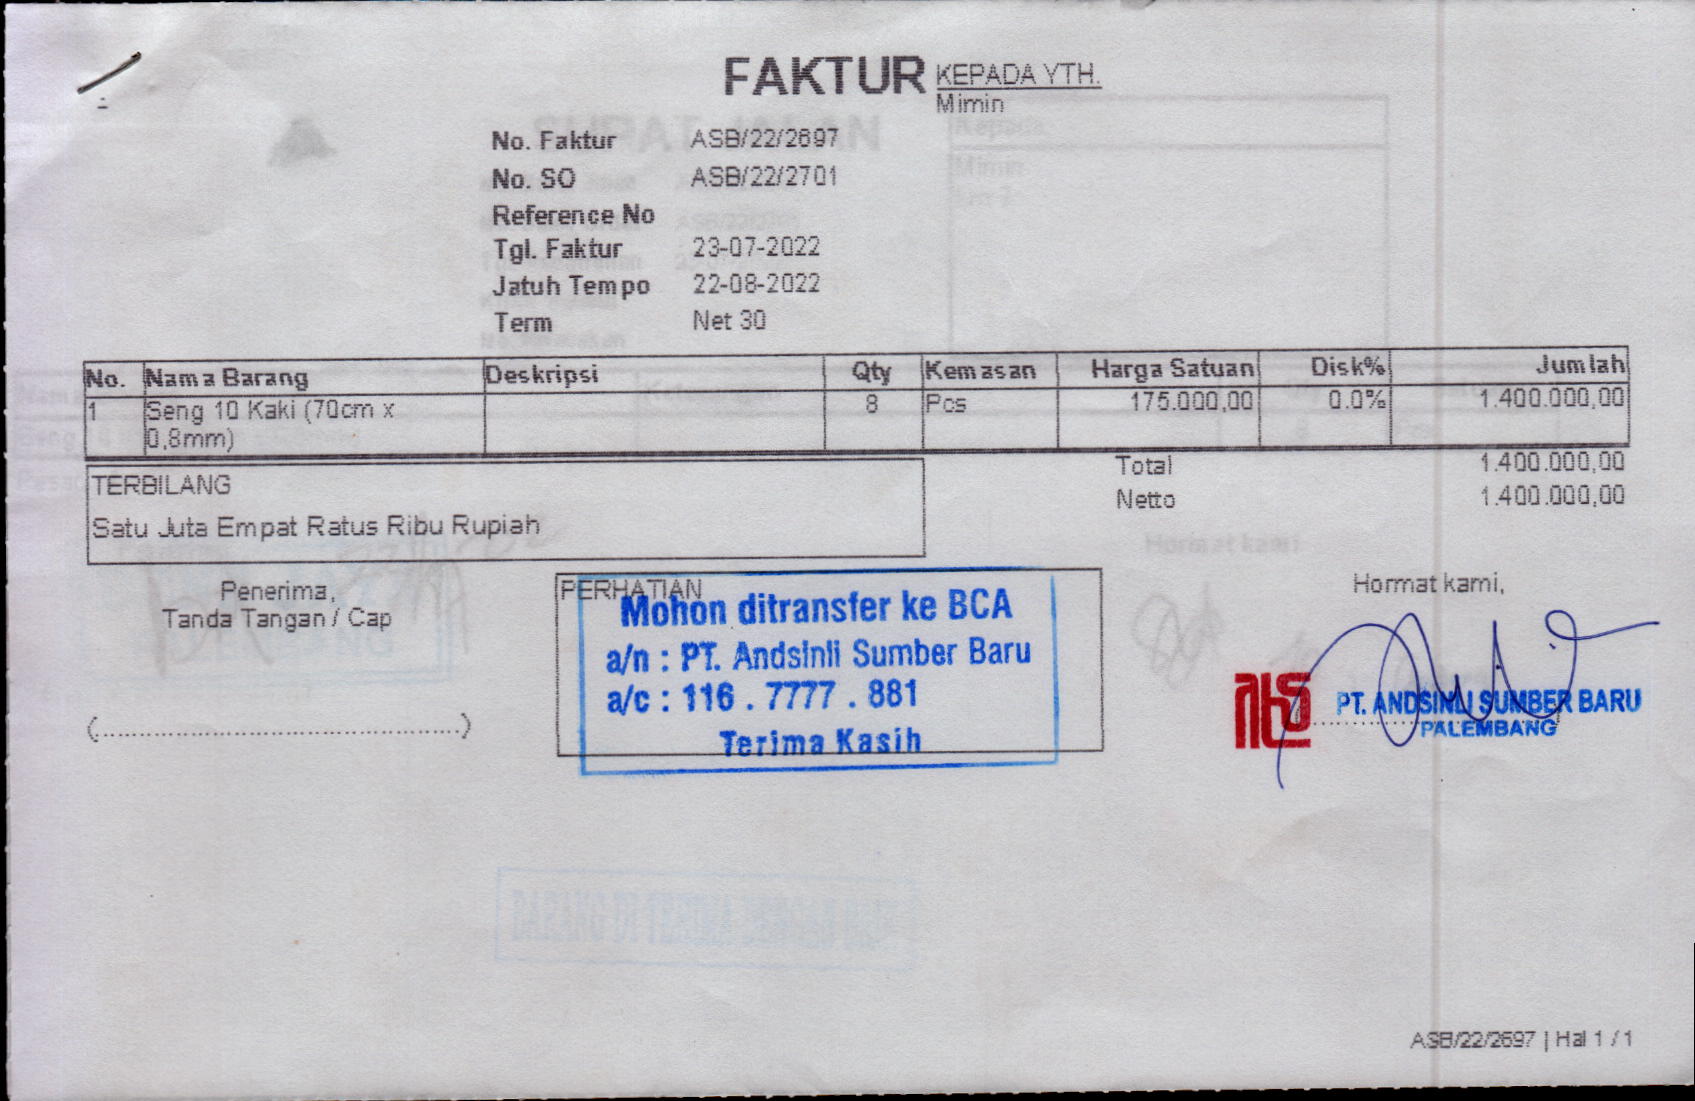 FAKTUR
KEPADA YTH.
Mimin
No. Faktur ASB/22/2697
No. SO ASB/22/2701
Reference No
Tgl. Faktur 23-07-2022
Jatuh Tempo 22-08-2022
Term Net 30
No. Nama Barang Deskripsi Qty Kemasan Harga Satuan Disk% Jumlah
1 Seng 10 Kaki (70cm x 8 Pcs 175.000,00 0.0% 1.400.000,00
0,8mm)
Total 1.400.000,00
Netto 1.400.000,00
TERBILANG
Satu Juta Empat Ratus Ribu Rupiah
Penerima,
Tanda Tangan / Cap
(............................................)
PERHATIAN
Mohon ditransfer ke BCA
a/n : PT. Andsinli Sumber Baru
a/c : 116 . 7777 . 881
Terima Kasih
Hormat kami,
PT. ANDSINLI SUMBER BARU
PALEMBANG
ASB/22/2697 | Hal 1 / 1